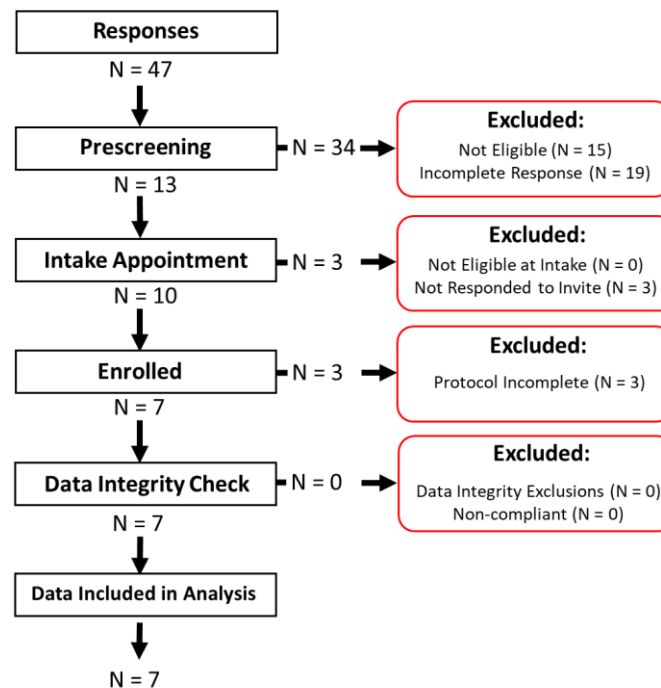 Responses
N = 47
Prescreening
N = 34
Excluded:
Not Eligible (N = 15)
Incomplete Response (N = 19)
N = 13
Intake Appointment
N = 3
Excluded:
Not Eligible at Intake (N = 0)
Not Responded to Invite (N = 3)
N = 10
Enrolled
N = 3
Excluded:
Protocol Incomplete (N = 3)
N = 7
Data Integrity Check
N = 0
Excluded:
Data Integrity Exclusions (N = 0)
Non-compliant (N = 0)
N = 7
Data Included in Analysis
N = 7